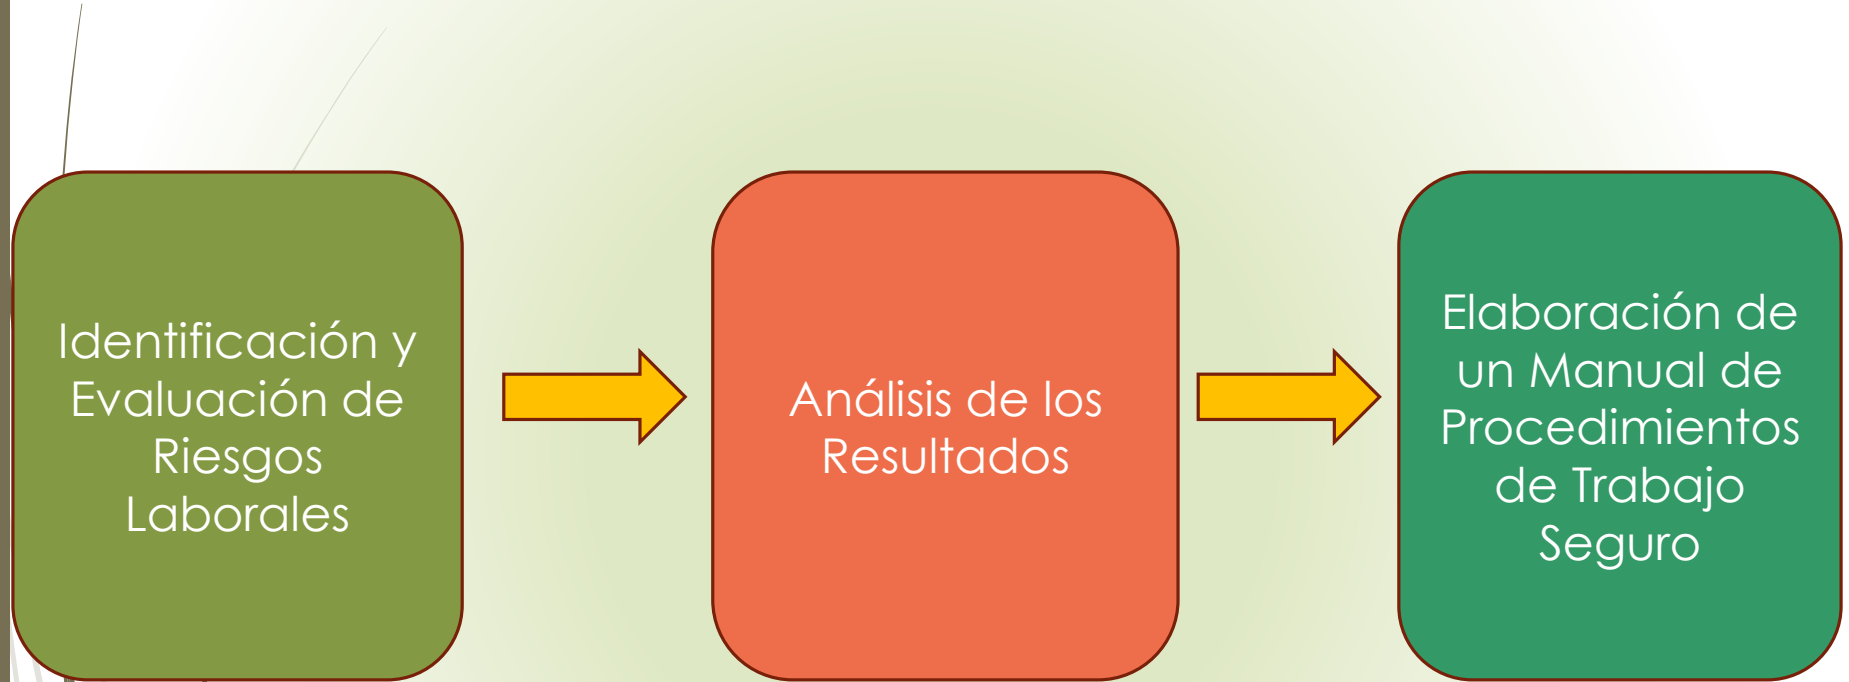 Identificación y
Evaluación de
Riesgos
Laborales
Análisis de los
Resultados
Elaboración de
un Manual de
Procedimientos
de Trabajo
Seguro